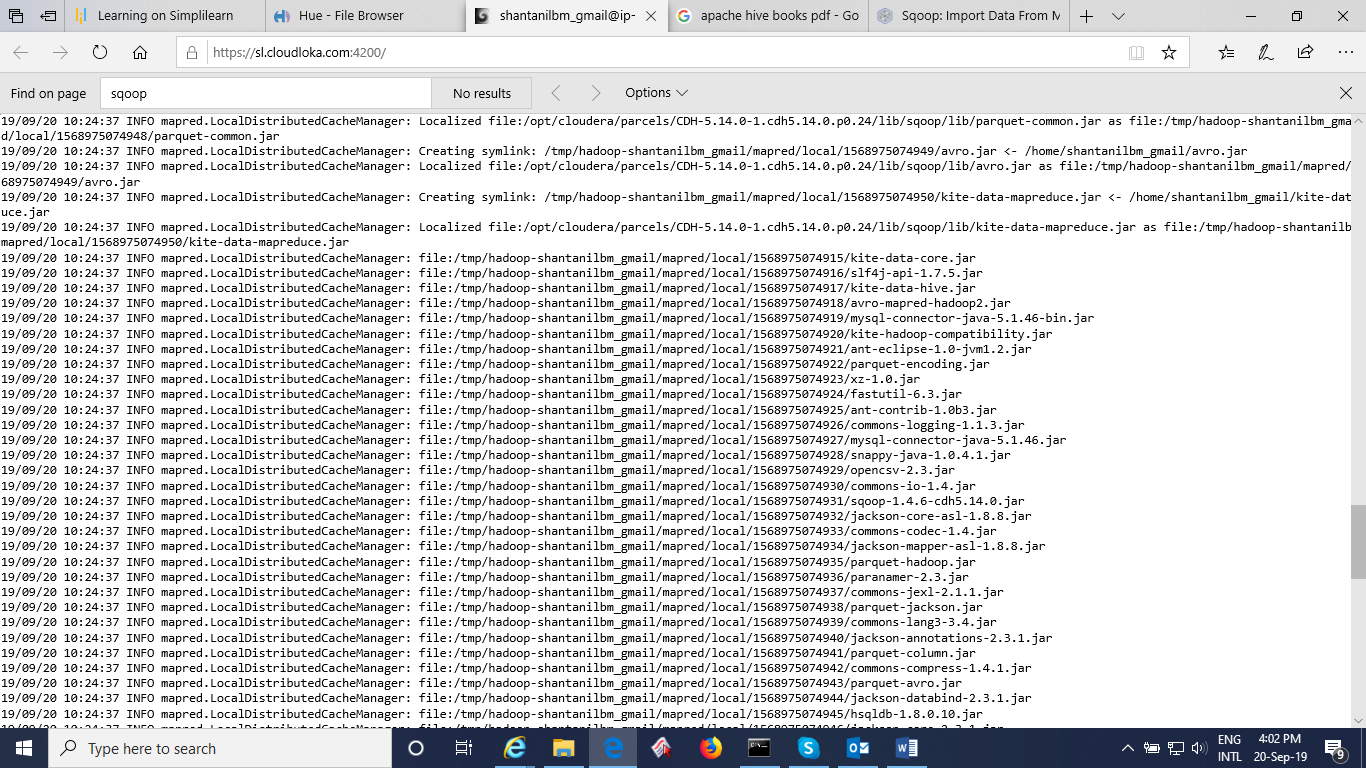 Learning on Simplilearn
Hue - File Browser
shantanilbm_gmail@ip-
apache hive books pdf - Go
Sqoop: Import Data From M
https://sl.cloudloka.com:4200/
Find on page
sqoop
No results
Options
19/09/20 10:24:37 INFO mapred.LocalDistributedCacheManager: Localized file:/opt/cloudera/parcels/CDH-5.14.0-1.cdh5.14.0.p0.24/lib/sqoop/lib/parquet-common.jar as file:/tmp/hadoop-shantanilbm_gma
d/local/1568975074948/parquet-common.jar
19/09/20 10:24:37 INFO mapred.LocalDistributedCacheManager: Creating symlink: /tmp/hadoop-shantanilbm_gmail/mapred/local/1568975074949/avro.jar <- /home/shantanilbm_gmail/avro.jar
19/09/20 10:24:37 INFO mapred.LocalDistributedCacheManager: Localized file:/opt/cloudera/parcels/CDH-5.14.0-1.cdh5.14.0.p0.24/lib/sqoop/lib/avro.jar as file:/tmp/hadoop-shantanilbm_gmail/mapred/
68975074949/avro.jar
19/09/20 10:24:37 INFO mapred.LocalDistributedCacheManager: Creating symlink: /tmp/hadoop-shantanilbm_gmail/mapred/local/1568975074950/kite-data-mapreduce.jar <- /home/shantanilbm_gmail/kite-dat
uce.jar
19/09/20 10:24:37 INFO mapred.LocalDistributedCacheManager: Localized file:/opt/cloudera/parcels/CDH-5.14.0-1.cdh5.14.0.p0.24/lib/sqoop/lib/kite-data-mapreduce.jar as file:/tmp/hadoop-shantanilb
mapred/local/1568975074950/kite-data-mapreduce.jar
19/09/20 10:24:37 INFO mapred.LocalDistributedCacheManager: file:/tmp/hadoop-shantanilbm_gmail/mapred/local/1568975074915/kite-data-core.jar
19/09/20 10:24:37 INFO mapred.LocalDistributedCacheManager: file:/tmp/hadoop-shantanilbm_gmail/mapred/local/1568975074916/slf4j-api-1.7.5.jar
19/09/20 10:24:37 INFO mapred.LocalDistributedCacheManager: file:/tmp/hadoop-shantanilbm_gmail/mapred/local/1568975074917/kite-data-hive.jar
19/09/20 10:24:37 INFO mapred.LocalDistributedCacheManager: file:/tmp/hadoop-shantanilbm_gmail/mapred/local/1568975074918/avro-mapred-hadoop2.jar
19/09/20 10:24:37 INFO mapred.LocalDistributedCacheManager: file:/tmp/hadoop-shantanilbm_gmail/mapred/local/1568975074919/mysql-connector-java-5.1.46-bin.jar
19/09/20 10:24:37 INFO mapred.LocalDistributedCacheManager: file:/tmp/hadoop-shantanilbm_gmail/mapred/local/1568975074920/kite-hadoop-compatibility.jar
19/09/20 10:24:37 INFO mapred.LocalDistributedCacheManager: file:/tmp/hadoop-shantanilbm_gmail/mapred/local/1568975074921/ant-eclipse-1.0-jvm1.2.jar
19/09/20 10:24:37 INFO mapred.LocalDistributedCacheManager: file:/tmp/hadoop-shantanilbm_gmail/mapred/local/1568975074922/parquet-encoding.jar
19/09/20 10:24:37 INFO mapred.LocalDistributedCacheManager: file:/tmp/hadoop-shantanilbm_gmail/mapred/local/1568975074923/xz-1.0.jar
19/09/20 10:24:37 INFO mapred.LocalDistributedCacheManager: file:/tmp/hadoop-shantanilbm_gmail/mapred/local/1568975074924/fastutil-6.3.jar
19/09/20 10:24:37 INFO mapred.LocalDistributedCacheManager: file:/tmp/hadoop-shantanilbm_gmail/mapred/local/1568975074925/ant-contrib-1.0b3.jar
19/09/20 10:24:37 INFO mapred.LocalDistributedCacheManager: file:/tmp/hadoop-shantanilbm_gmail/mapred/local/1568975074926/commons-logging-1.1.3.jar
19/09/20 10:24:37 INFO mapred.LocalDistributedCacheManager: file:/tmp/hadoop-shantanilbm_gmail/mapred/local/1568975074927/mysql-connector-java-5.1.46.jar
19/09/20 10:24:37 INFO mapred.LocalDistributedCacheManager: file:/tmp/hadoop-shantanilbm_gmail/mapred/local/1568975074928/snappy-java-1.0.4.1.jar
19/09/20 10:24:37 INFO mapred.LocalDistributedCacheManager: file:/tmp/hadoop-shantanilbm_gmail/mapred/local/1568975074929/opencsv-2.3.jar
19/09/20 10:24:37 INFO mapred.LocalDistributedCacheManager: file:/tmp/hadoop-shantanilbm_gmail/mapred/local/1568975074930/commons-io-1.4.jar
19/09/20 10:24:37 INFO mapred.LocalDistributedCacheManager: file:/tmp/hadoop-shantanilbm_gmail/mapred/local/1568975074931/sqoop-1.4.6-cdh5.14.0.jar
19/09/20 10:24:37 INFO mapred.LocalDistributedCacheManager: file:/tmp/hadoop-shantanilbm_gmail/mapred/local/1568975074932/jackson-core-asl-1.8.8.jar
19/09/20 10:24:37 INFO mapred.LocalDistributedCacheManager: file:/tmp/hadoop-shantanilbm_gmail/mapred/local/1568975074933/commons-codec-1.4.jar
19/09/20 10:24:37 INFO mapred.LocalDistributedCacheManager: file:/tmp/hadoop-shantanilbm_gmail/mapred/local/1568975074934/jackson-mapper-asl-1.8.8.jar
19/09/20 10:24:37 INFO mapred.LocalDistributedCacheManager: file:/tmp/hadoop-shantanilbm_gmail/mapred/local/1568975074935/parquet-hadoop.jar
19/09/20 10:24:37 INFO mapred.LocalDistributedCacheManager: file:/tmp/hadoop-shantanilbm_gmail/mapred/local/1568975074936/paranamer-2.3.jar
19/09/20 10:24:37 INFO mapred.LocalDistributedCacheManager: file:/tmp/hadoop-shantanilbm_gmail/mapred/local/1568975074937/commons-jexl-2.1.1.jar
19/09/20 10:24:37 INFO mapred.LocalDistributedCacheManager: file:/tmp/hadoop-shantanilbm_gmail/mapred/local/1568975074938/parquet-jackson.jar
19/09/20 10:24:37 INFO mapred.LocalDistributedCacheManager: file:/tmp/hadoop-shantanilbm_gmail/mapred/local/1568975074939/commons-lang3-3.4.jar
19/09/20 10:24:37 INFO mapred.LocalDistributedCacheManager: file:/tmp/hadoop-shantanilbm_gmail/mapred/local/1568975074940/jackson-annotations-2.3.1.jar
19/09/20 10:24:37 INFO mapred.LocalDistributedCacheManager: file:/tmp/hadoop-shantanilbm_gmail/mapred/local/1568975074941/parquet-column.jar
19/09/20 10:24:37 INFO mapred.LocalDistributedCacheManager: file:/tmp/hadoop-shantanilbm_gmail/mapred/local/1568975074942/commons-compress-1.4.1.jar
19/09/20 10:24:37 INFO mapred.LocalDistributedCacheManager: file:/tmp/hadoop-shantanilbm_gmail/mapred/local/1568975074943/parquet-avro.jar
19/09/20 10:24:37 INFO mapred.LocalDistributedCacheManager: file:/tmp/hadoop-shantanilbm_gmail/mapred/local/1568975074944/jackson-databind-2.3.1.jar
19/09/20 10:24:37 INFO mapred.LocalDistributedCacheManager: file:/tmp/hadoop-shantanilbm_gmail/mapred/local/1568975074945/hsqldb-1.8.0.10.jar
Type here to search
ENG
INTL
4:02 PM
20-Sep-19
9